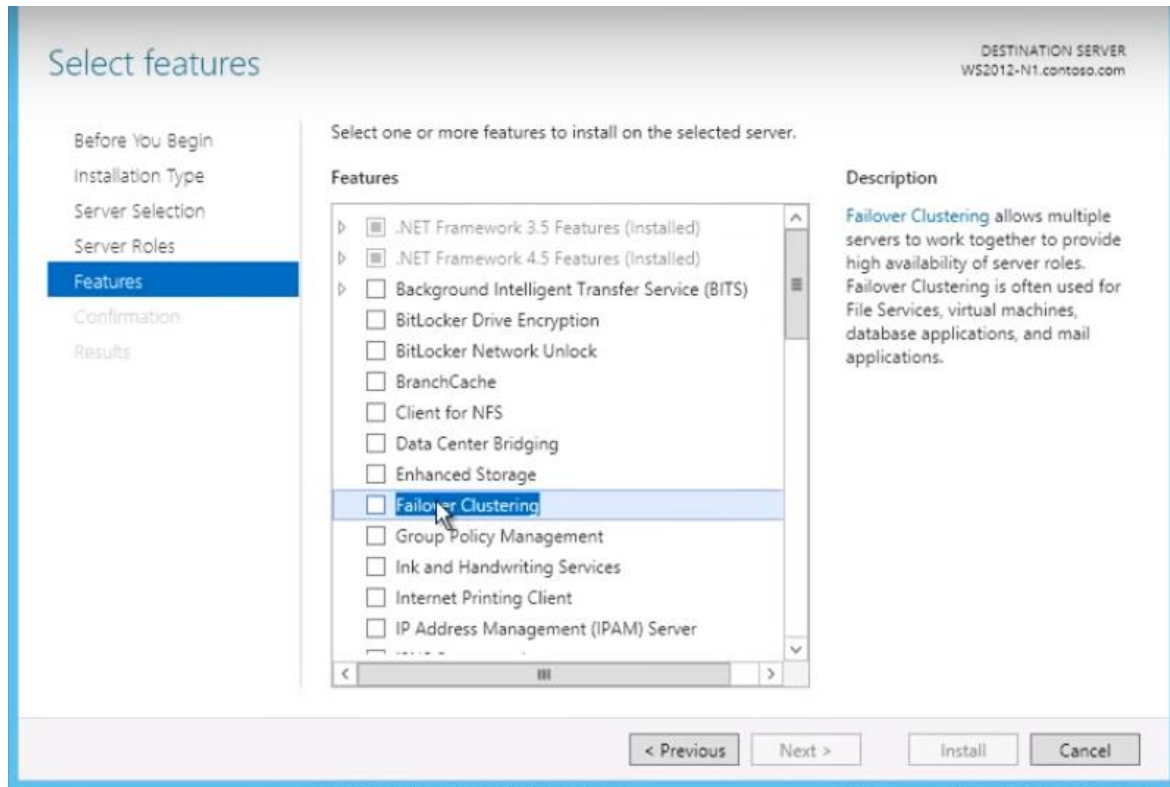 Select features
DESTINATION SERVER
WS2012-N1.contoso.com
Before You Begin
Installation Type
Server Selection
Server Roles
Features
Confirmation
Results
Select one or more features to install on the selected server.
Features
.NET Framework 3.5 Features (Installed)
.NET Framework 4.5 Features (Installed)
Background Intelligent Transfer Service (BITS)
BitLocker Drive Encryption
BitLocker Network Unlock
BranchCache
Client for NFS
Data Center Bridging
Enhanced Storage
Failover Clustering
Group Policy Management
Ink and Handwriting Services
Internet Printing Client
IP Address Management (IPAM) Server
Description
Failover Clustering allows multiple
servers to work together to provide
high availability of server roles.
Failover Clustering is often used for
File Services, virtual machines,
database applications, and mail
applications.
< Previous
Next >
Install
Cancel